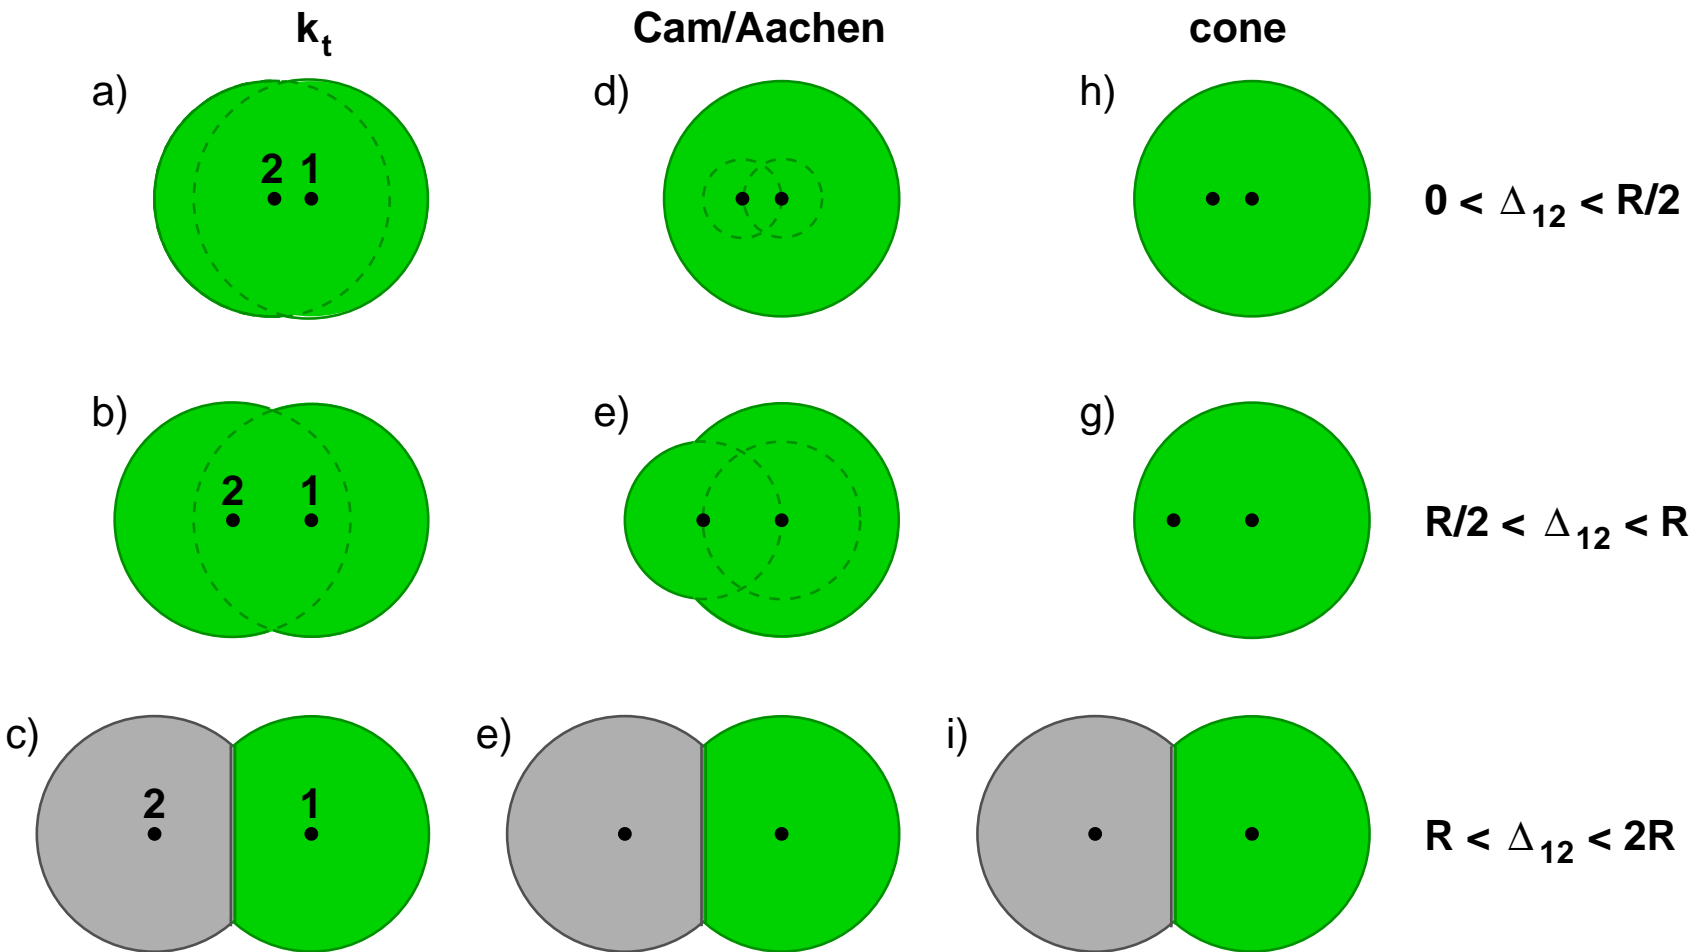 kt Cam/Aachen cone
a) d) h)
2 1
0 < Δ12 < R/2
b) e) g)
2 1
R/2 < Δ12 < R
c) e) i)
2 1
R < Δ12 < 2R